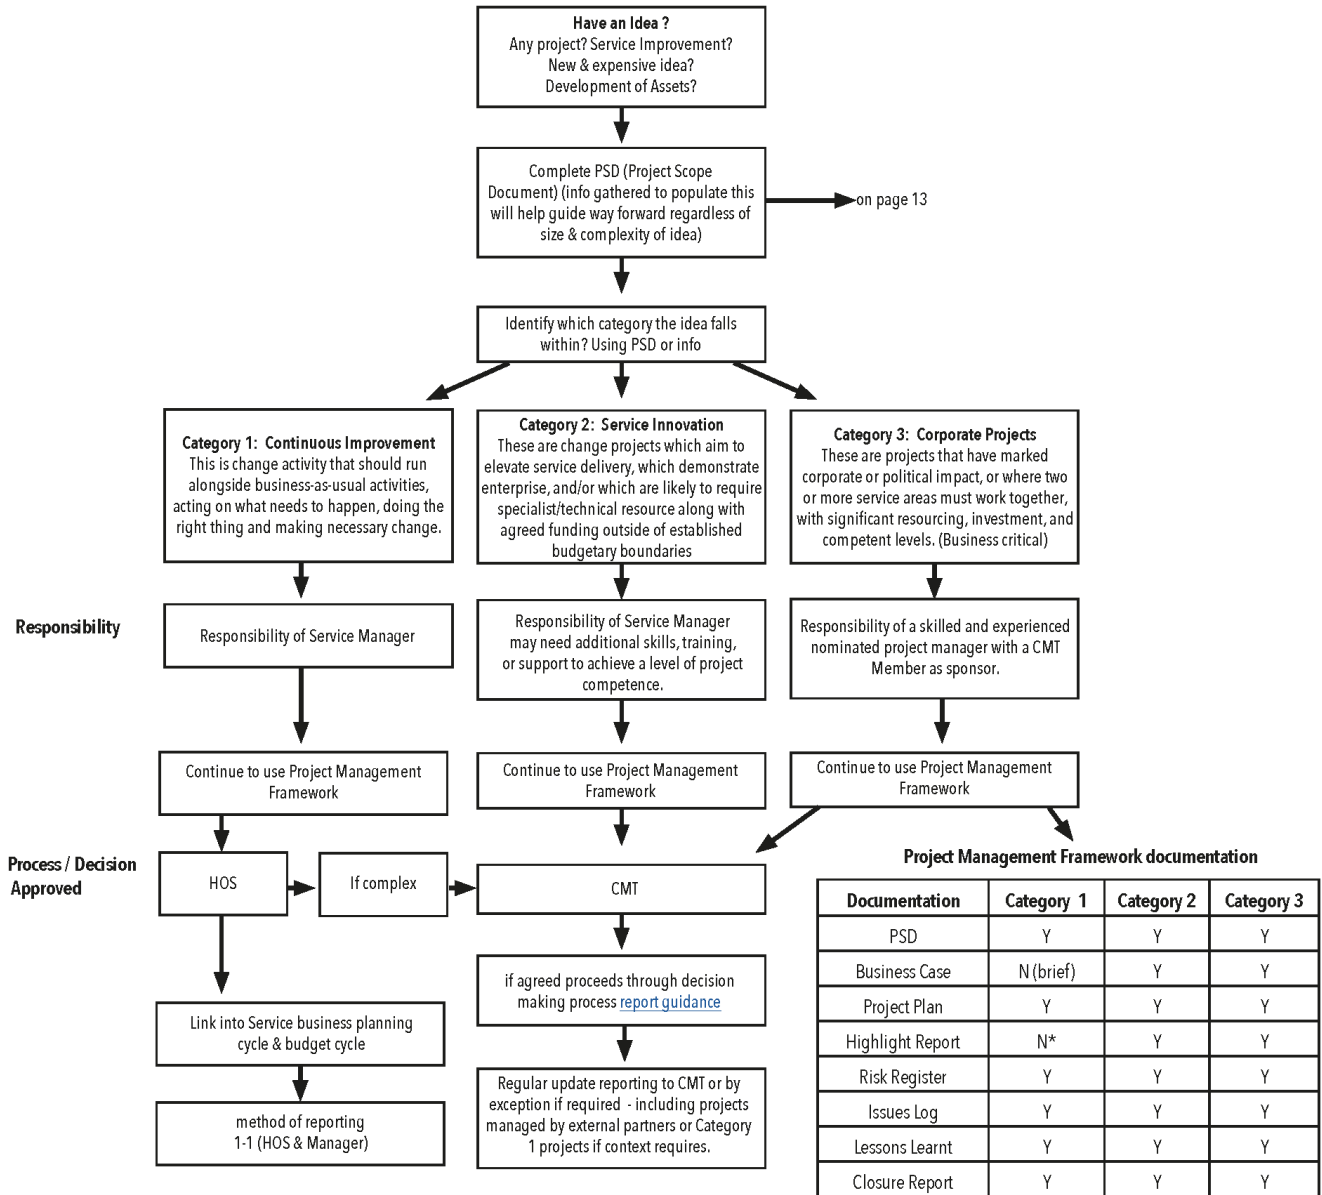 Have an Idea ?
Any project? Service Improvement?
New & expensive idea?
Development of Assets?
Complete PSD (Project Scope
Document) (info gathered to populate this
will help guide way forward regardless of
size & complexity of idea)
on page 13
Identify which category the idea falls
within? Using PSD or info
Category 1: Continuous Improvement
This is change activity that should run
alongside business-as-usual activities,
acting on what needs to happen, doing the
right thing and making necessary change.
Category 2: Service Innovation
These are change projects which aim to
elevate service delivery, which demonstrate
enterprise, and/or which are likely to require
specialist/technical resource along with
agreed funding outside of established
budgetary boundaries
Category 3: Corporate Projects
These are projects that have marked
corporate or political impact, or where two
or more service areas must work together,
with significant resourcing, investment, and
competent levels. (Business critical)
Responsibility
Responsibility of Service Manager
Responsibility of Service Manager
may need additional skills, training,
or support to achieve a level of project
competence.
Responsibility of a skilled and experienced
nominated project manager with a CMT
Member as sponsor.
Continue to use Project Management
Framework
Continue to use Project Management
Framework
Continue to use Project Management
Framework
Process / Decision
Approved
HOS
If complex
CMT
Link into Service business planning
cycle & budget cycle
method of reporting
1-1 (HOS & Manager)
if agreed proceeds through decision
making process report guidance
Regular update reporting to CMT or by
exception if required - including projects
managed by external partners or Category
1 projects if context requires.
Project Management Framework documentation
Documentation Category 1 Category 2 Category 3
PSD Y Y Y
Business Case N (brief) Y Y
Project Plan Y Y Y
Highlight Report N* Y Y
Risk Register Y Y Y
Issues Log Y Y Y
Lessons Learnt Y Y Y
Closure Report Y Y Y